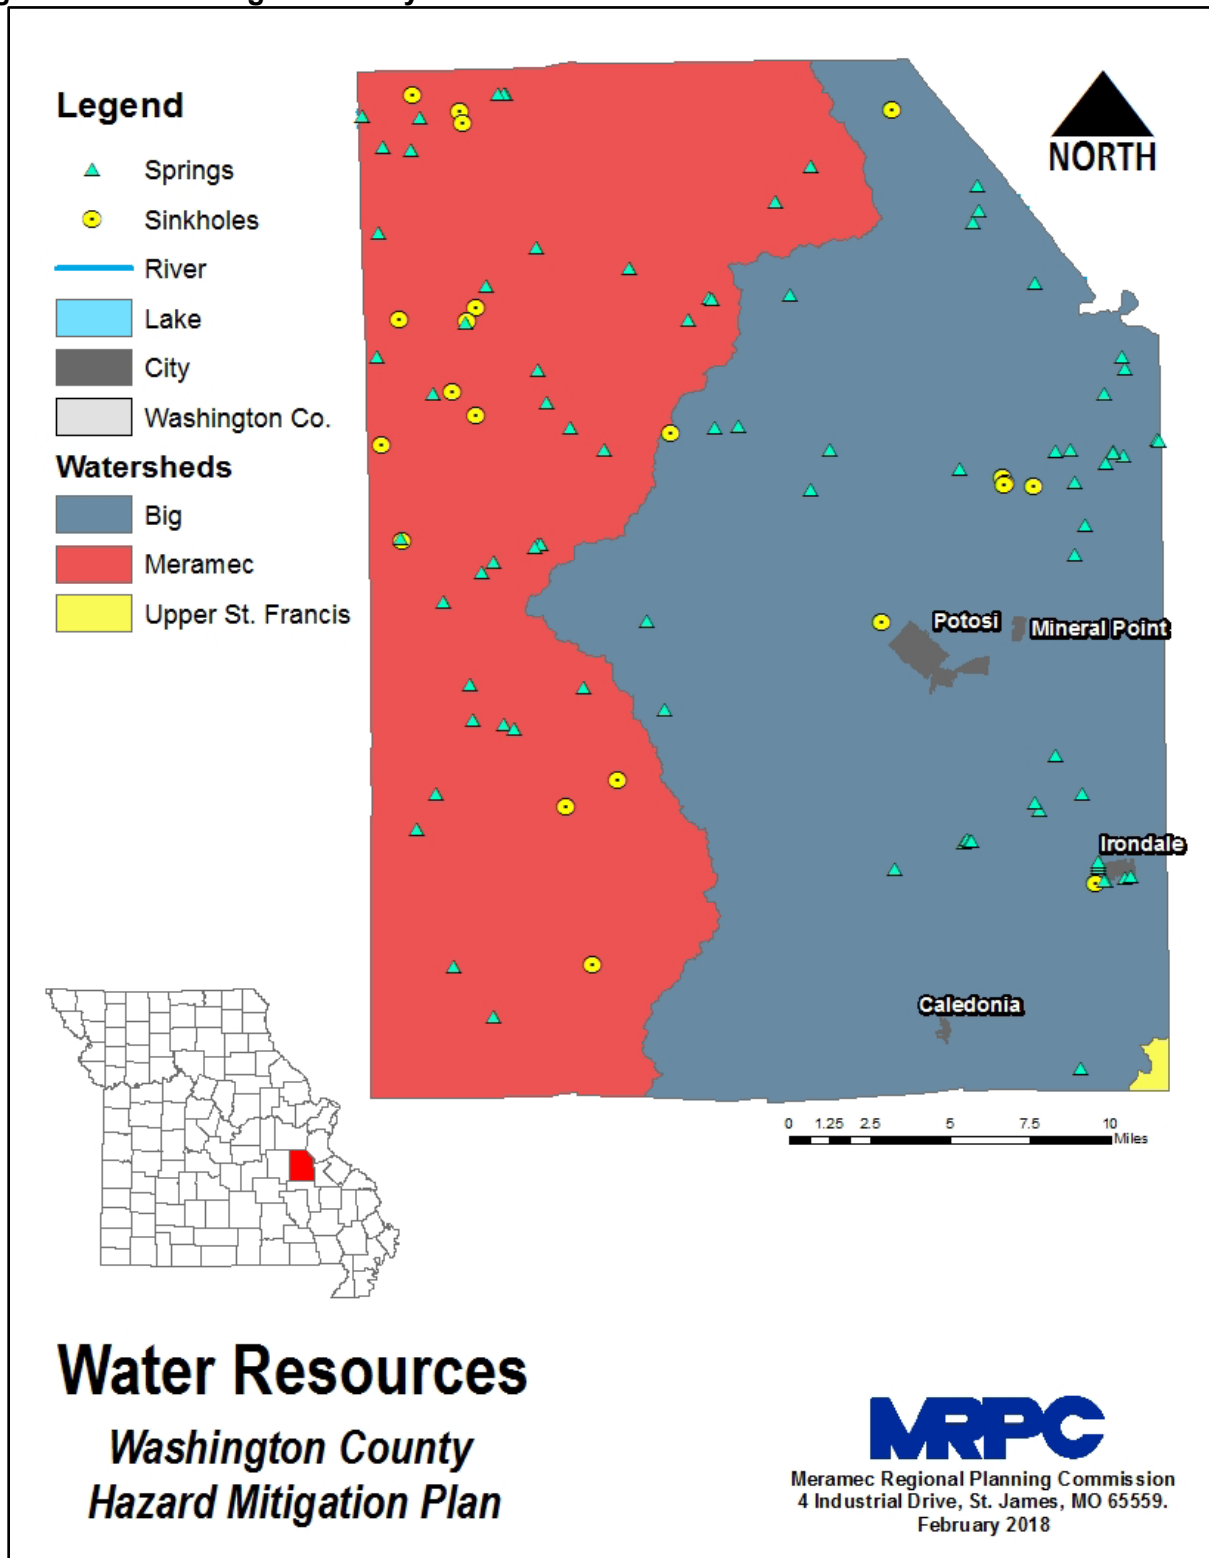 Legend
Springs
Sinkholes
River
Lake
City
Washington Co.
Watersheds
Big
Meramec
Upper St. Francis
NORTH
Potosi
Mineral Point
Irondale
Caledonia
0 1.25 2.5 5 7.5 10
Miles
Water Resources
Washington County
Hazard Mitigation Plan
MRPC
Meramec Regional Planning Commission
4 Industrial Drive, St. James, MO 65559.
February 2018